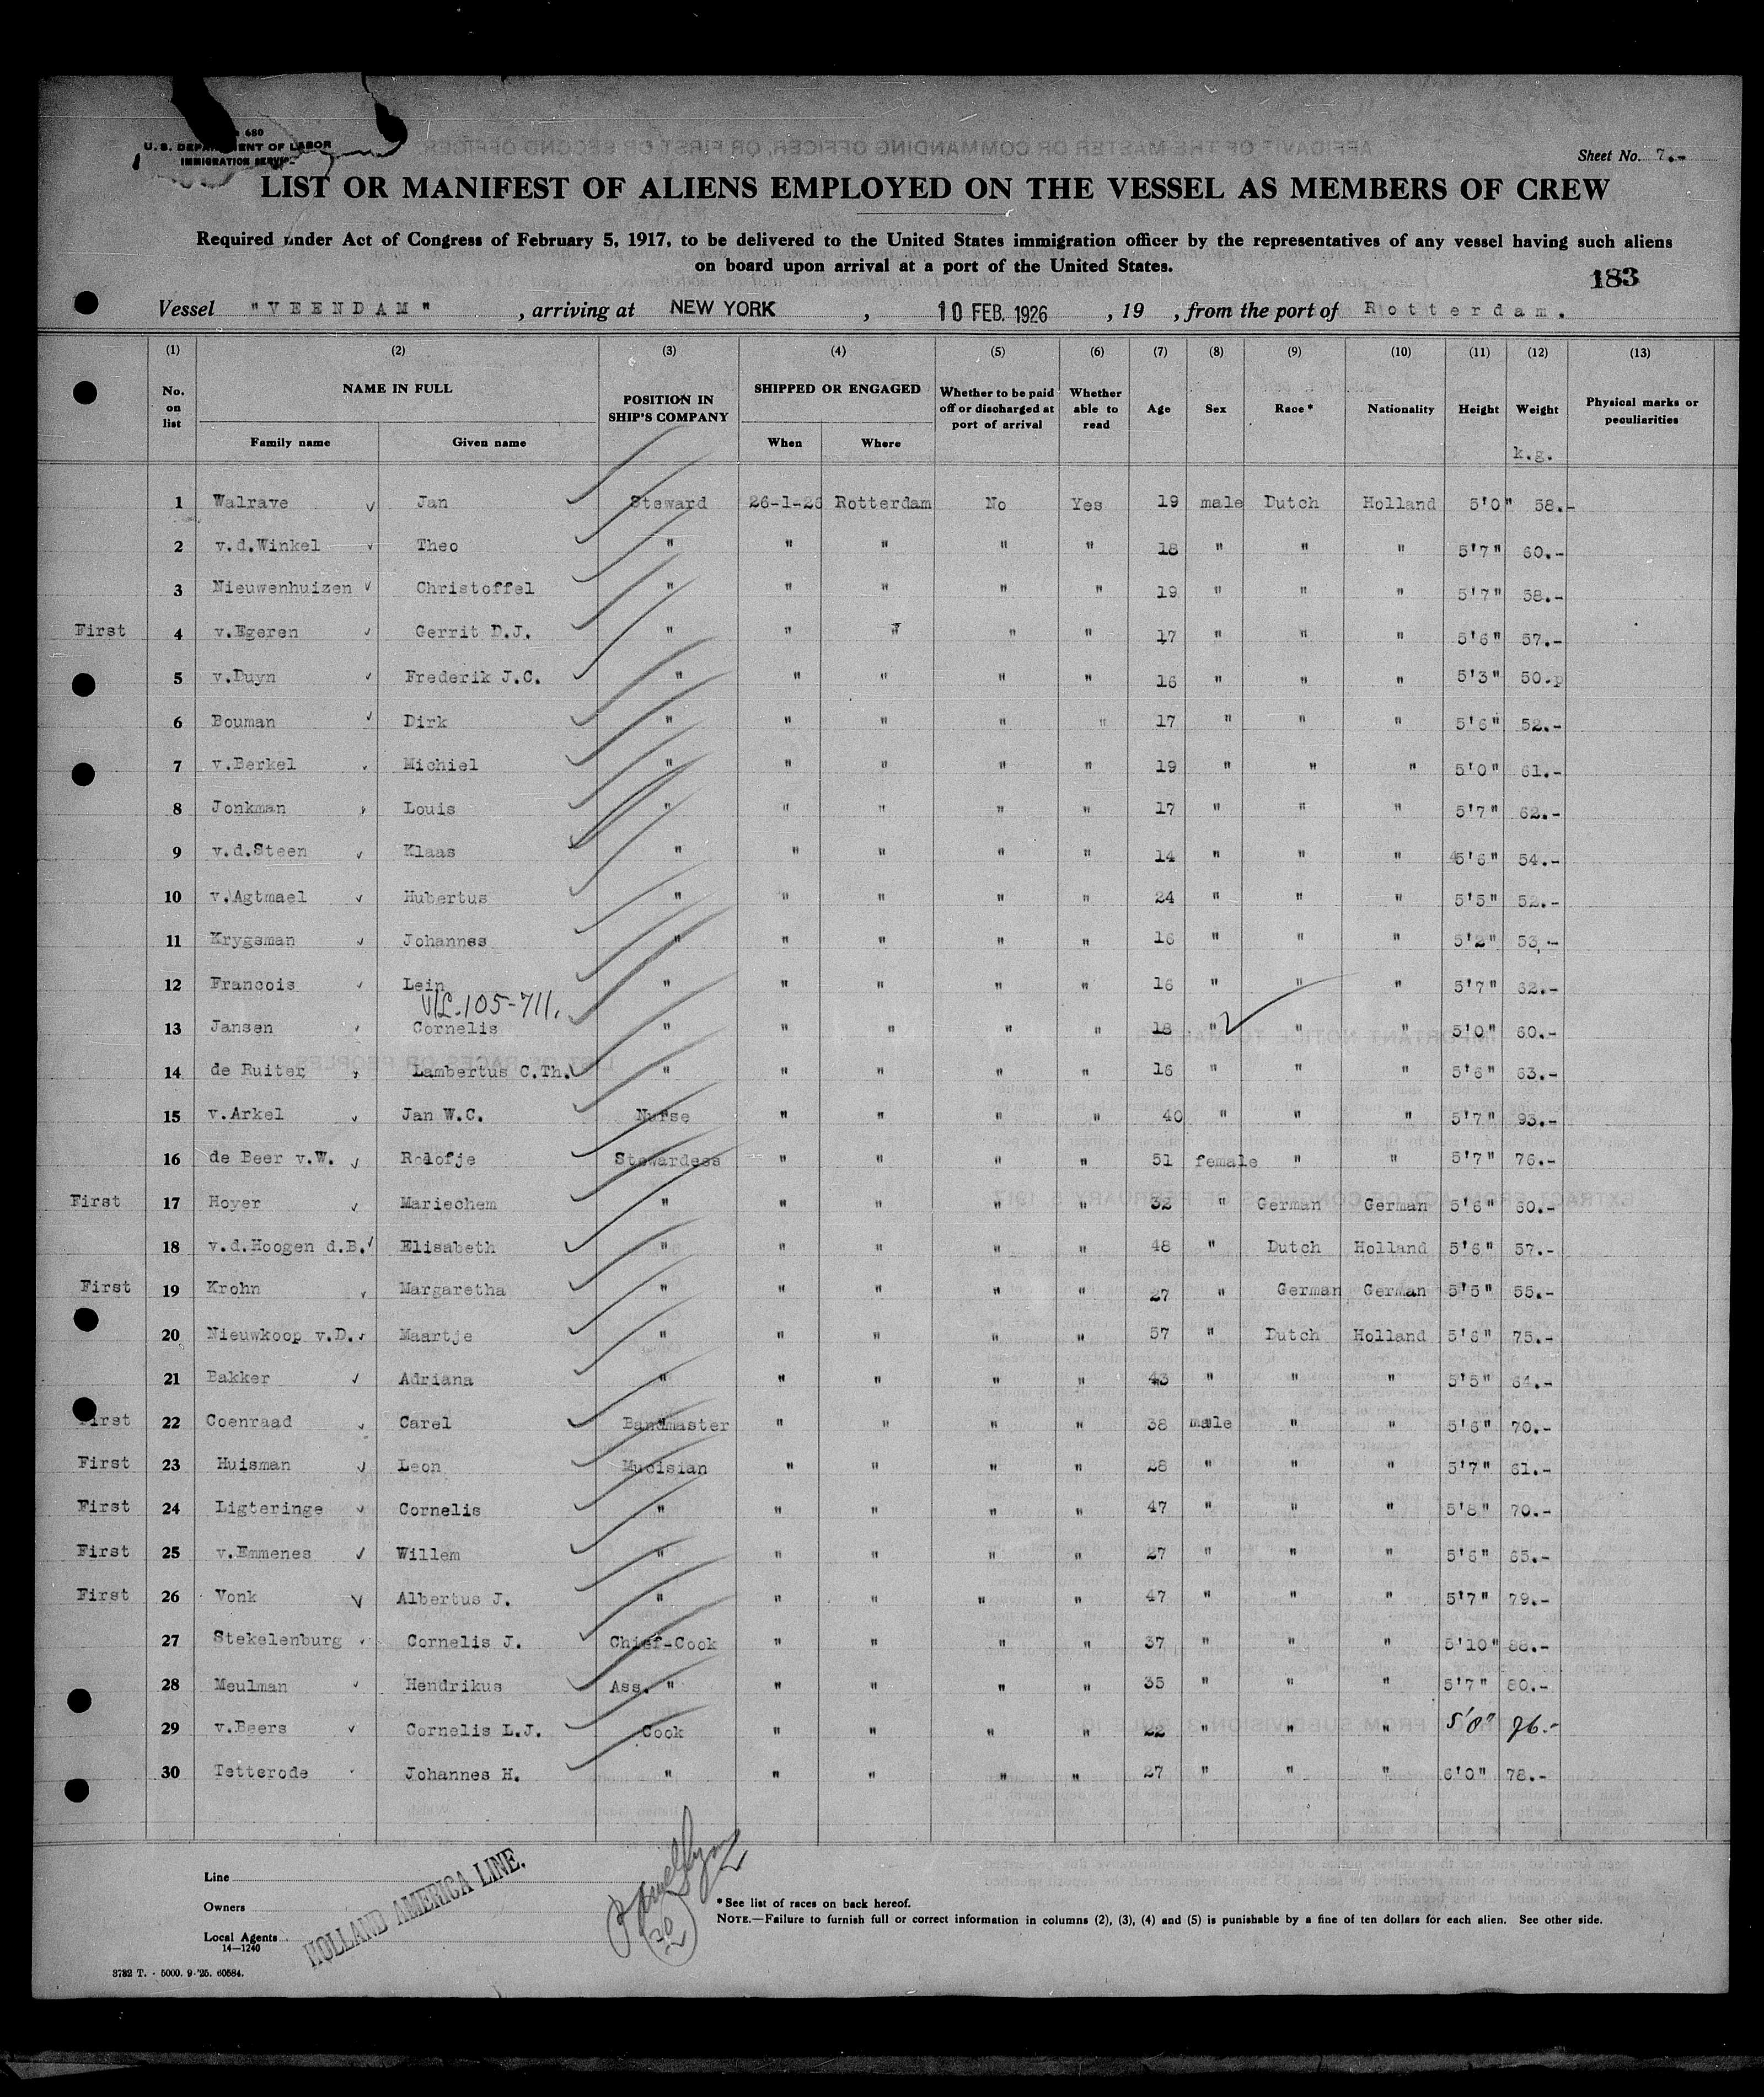 680
U. S. DEPARTMENT OF LABOR
IMMIGRATION SERVICE
Sheet No. 7.-
LIST OR MANIFEST OF ALIENS EMPLOYED ON THE VESSEL AS MEMBERS OF CREW
Required under Act of Congress of February 5, 1917, to be delivered to the United States immigration officer by the representatives of any vessel having such aliens
on board upon arrival at a port of the United States.
183
Vessel "VEENDAM" , arriving at NEW YORK , 10 FEB. 1926 , 19 , from the port of Rotterdam.
(1) (2) (3) (4) (5) (6) (7) (8) (9) (10) (11) (12) (13)
No. on list NAME IN FULL Family name Given name POSITION IN SHIP'S COMPANY SHIPPED OR ENGAGED When Where Whether to be paid off or discharged at port of arrival Whether able to read Age Sex Race* Nationality Height Weight k.g. Physical marks or peculiarities
1 Walrave Jan Steward 26-1-26 Rotterdam No Yes 19 male Dutch Holland 5'0" 58.-
2 v.d.Winkel Theo " " " " " 18 " " " 5'7" 60.-
3 Nieuwenhuizen Christoffel " " " " " 19 " " " 5'7" 58.-
First 4 v.Egeren Gerrit D.J. " " " " " 17 " " " 5'6" 57.-
5 v.Duyn Frederik J.C. " " " " " 16 " " " 5'3" 50.
6 Bouman Dirk " " " " " 17 " " " 5'6" 52.-
7 v.Berkel Michiel " " " " " 19 " " " 5'0" 61.-
8 Jonkman Louis " " " " " 17 " " " 5'7" 62.-
9 v.d.Steen Klaas " " " " " 14 " " " 5'6" 54.-
10 v.Agtmael Hubertus " " " " " 24 " " " 5'5" 52.-
11 Krygsman Johannes " " " " " 16 " " " 5'2" 53.-
12 Francois Lein " " " " " 16 " " " 5'7" 62.-
V/L-105-711.
13 Jansen Cornelis " " " " " 18 " " " 5'0" 60.-
14 de Ruiter Lambertus C.Th. " " " " " 16 " " " 5'6" 63.-
15 v.Arkel Jan W.C. Nurse " " " " 40 " " " 5'7" 93.-
16 de Beer v.W. Roelofje Stewardess " " " " 51 female " " 5'7" 76.-
First 17 Hoyer Mariechem " " " " " 32 " German German 5'6" 60.-
18 v.d.Hoogen d.B. Elisabeth " " " " " 48 " Dutch Holland 5'6" 57.-
First 19 Krohn Margaretha " " " " " 27 " German German 5'5" 55.-
20 Nieuwkoop v.D. Maartje " " " " " 57 " Dutch Holland 5'6" 75.-
21 Bakker Adriana " " " " " 43 " " " 5'5" 64.-
First 22 Coenraad Carel Bandmaster " " " " 38 male " " 5'6" 70.-
First 23 Huisman Leon Mucisian " " " " 28 " " " 5'7" 61.-
First 24 Ligteringe Cornelis " " " " " 47 " " " 5'8" 70.-
First 25 v.Emmenes Willem " " " " " 27 " " " 5'6" 65.-
First 26 Vonk Albertus J. " " " " " 47 " " " 5'7" 79.-
27 Stekelenburg Cornelis J. Chief-Cook " " " " 37 " " " 5'10" 88.-
28 Meulman Hendrikus Ass. " " " " " 35 " " " 5'7" 80.-
29 v.Beers Cornelis L.J. Cook " " " " 22 " " " 5'8" 76.-
30 Tetterode Johannes H. " " " " " 27 " " " 6'0" 78.-
Line
Owners
Local Agents
HOLLAND AMERICA LINE.
30
14—1240
* See list of races on back hereof.
NOTE.—Failure to furnish full or correct information in columns (2), (3), (4) and (5) is punishable by a fine of ten dollars for each alien. See other side.
3732 T. - 5000. 9-'25. 60584.